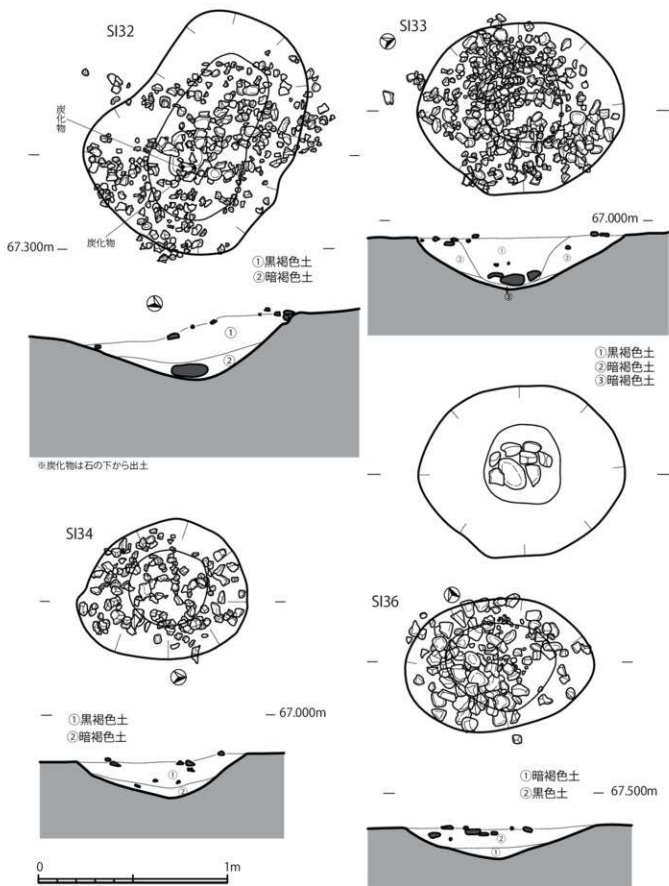 SI32
炭化物
炭化物
67.300m
①黒褐色土
②暗褐色土
①
②
※炭化物は石の下から出土
SI33
67.000m
①
②
②
③
①黒褐色土
②暗褐色土
③暗褐色土
SI34
①黒褐色土
②暗褐色土
67.000m
①
②
SI36
①暗褐色土
②黒色土
67.500m
②
①
0
1m